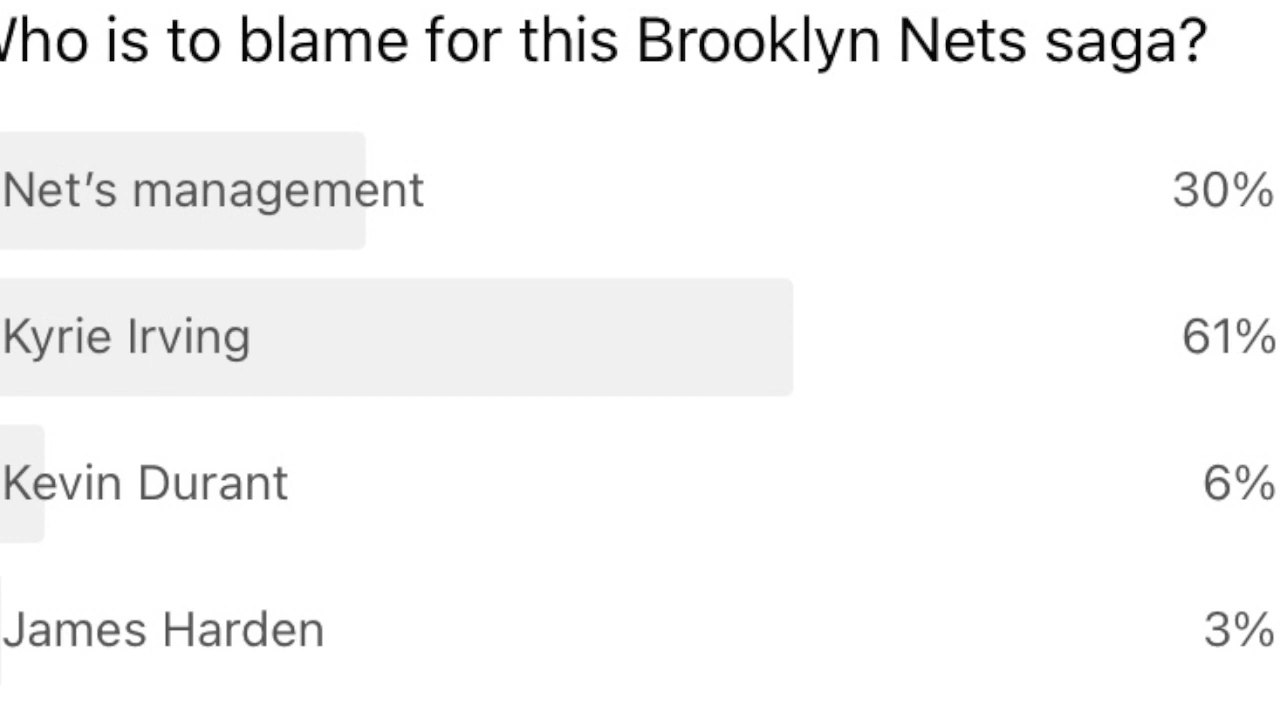 Who is to blame for this Brooklyn Nets saga?
Net’s management 30%
Kyrie Irving 61%
Kevin Durant 6%
James Harden 3%